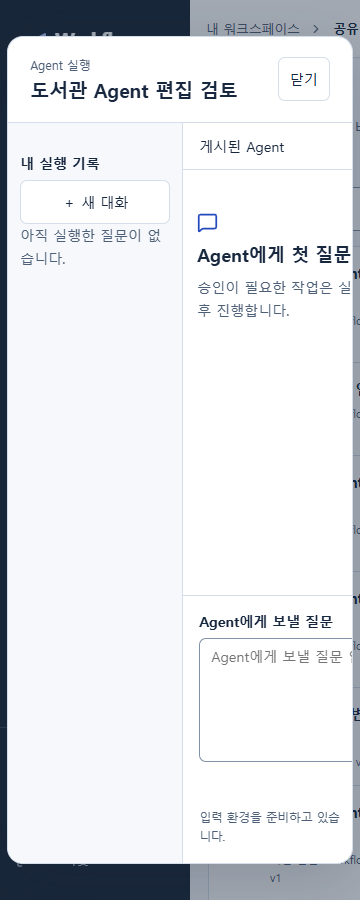 내 워크스페이스 > 공유
Agent 실행
도서관 Agent 편집 검토
닫기
내 실행 기록
+ 새 대화
아직 실행한 질문이 없
습니다.
게시된 Agent
Agent에게 첫 질문
승인이 필요한 작업은 실
후 진행합니다.
Agent에게 보낼 질문
Agent에게 보낼 질문
입력 환경을 준비하고 있습
니다.
v1